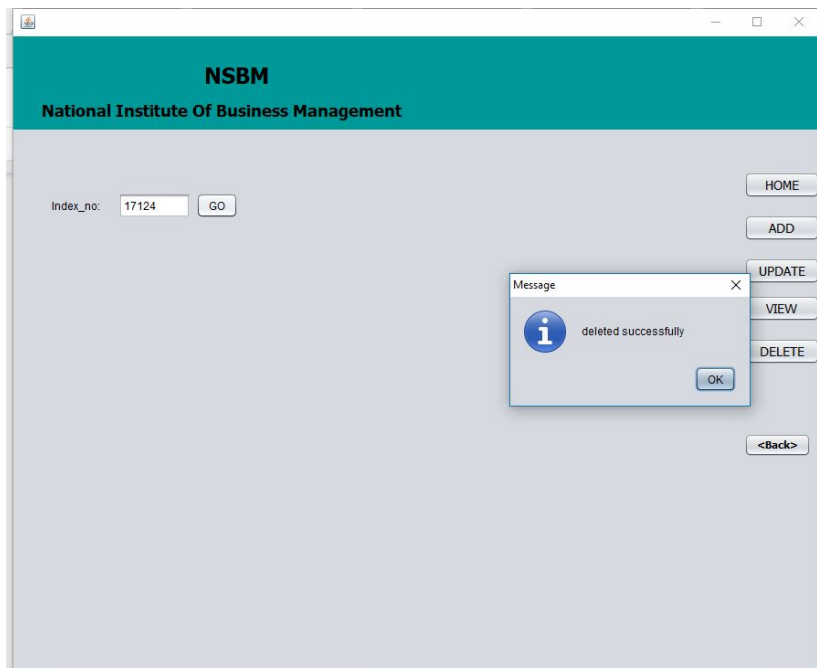 NSBM
National Institute Of Business Management
Index_no: 17124 GO
HOME
ADD
UPDATE
VIEW
DELETE
<Back>
Message
deleted successfully
OK